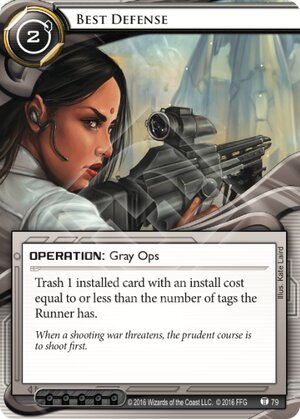 BEST DEFENSE
2
OPERATION: Gray Ops
Trash 1 installed card with an install cost
equal to or less than the number of tags the
Runner has.
When a shooting war threatens, the prudent course is
to shoot first.
Illus. Kate Laird
© 2016 Wizards of the Coast LLC. © 2016 FFG
79